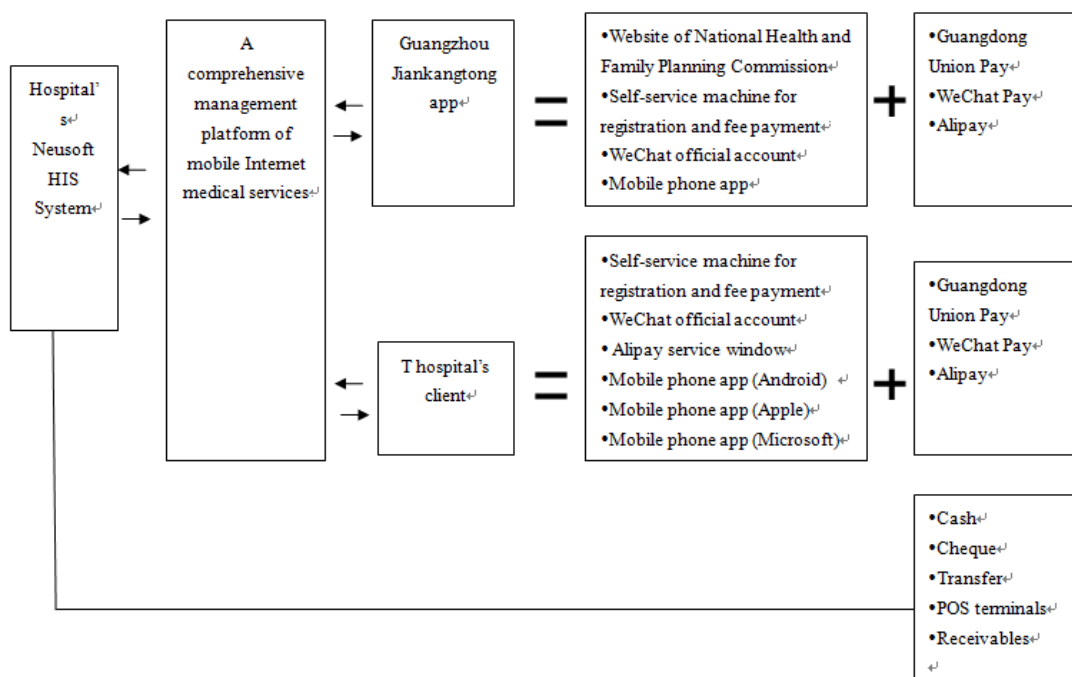 Hospital'
s
Neusoft
HIS
System
A
comprehensive
management
platform of
mobile Internet
medical services
Guangzhou
Jiankangtong
app
•Website of National Health and
Family Planning Commission
•Self-service machine for
registration and fee payment
•WeChat official account
•Mobile phone app
•Guangdong
Union Pay
•WeChat Pay
•Alipay
T hospital's
client
•Self-service machine for
registration and fee payment
•WeChat official account
•Alipay service window
•Mobile phone app (Android)
•Mobile phone app (Apple)
•Mobile phone app (Microsoft)
•Guangdong
Union Pay
•WeChat Pay
•Alipay
•Cash
•Cheque
•Transfer
•POS terminals
•Receivables